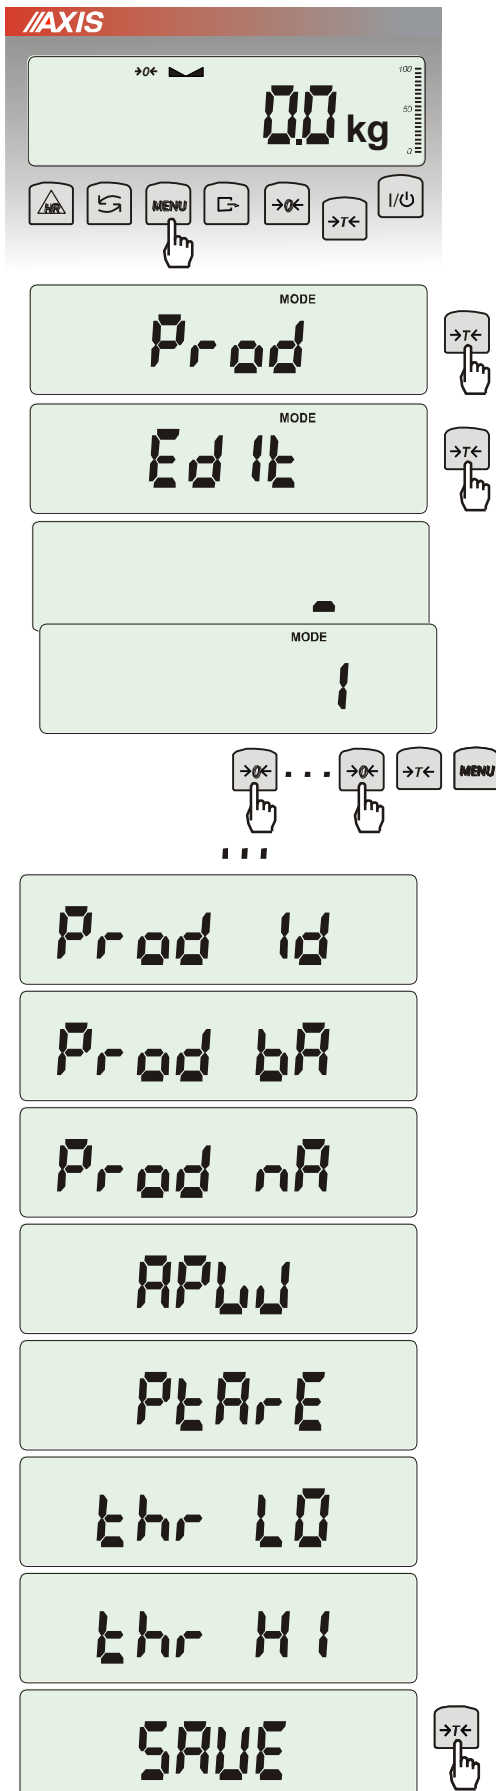 AXIS
→0←
100
0.0 kg
50
0
HR MENU →0← →T← I/⏻
MODE
Prod →T←
MODE
Edit →T←
-
MODE
1
→0← ... →0← →T← MENU
...
Prod Id
Prod bA
Prod nA
APW
PtArE
thr LO
thr HI
SAVE →T←